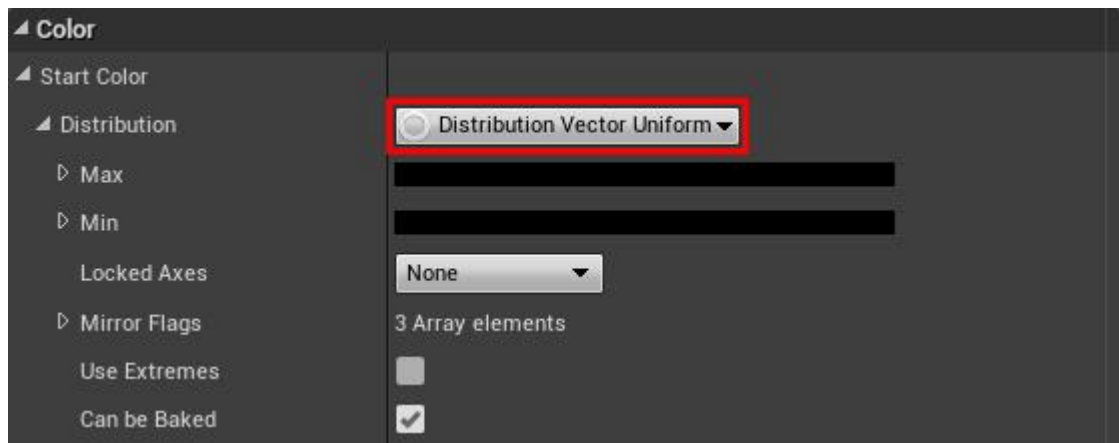 Color
Start Color
Distribution Distribution Vector Uniform
Max
Min
Locked Axes None
Mirror Flags 3 Array elements
Use Extremes
Can be Baked